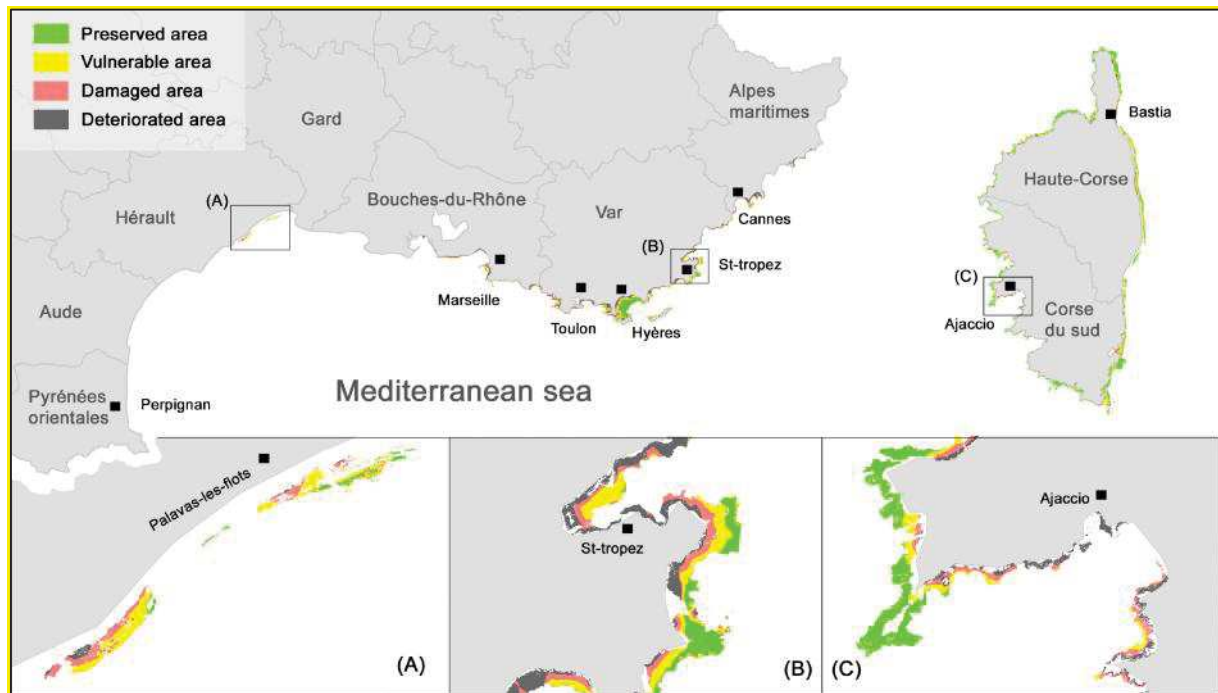 Preserved area
Vulnerable area
Damaged area
Deteriorated area
Gard
Alpes
maritimes
Bastia
Hérault
(A)
Bouches-du-Rhône
Var
Haute-Corse
Cannes
(B)
St-tropez
Marseille
Toulon
Hyères
(C)
Ajaccio
Corse
du sud
Aude
Mediterranean sea
Pyrénées
orientales
Perpignan
Palavas-les-flots
(A)
St-tropez
(B)
Ajaccio
(C)